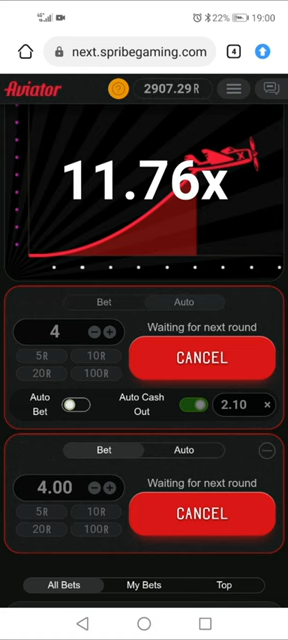 22% 19:00
next.spribegaming.com 4
Aviator 2907.29 R
11.76x
Bet Auto
4
Waiting for next round
5R 10R
20R 100R
CANCEL
Auto Bet
Auto Cash Out
2.10 ×
Bet Auto
4.00
Waiting for next round
5R 10R
20R 100R
CANCEL
All Bets My Bets Top